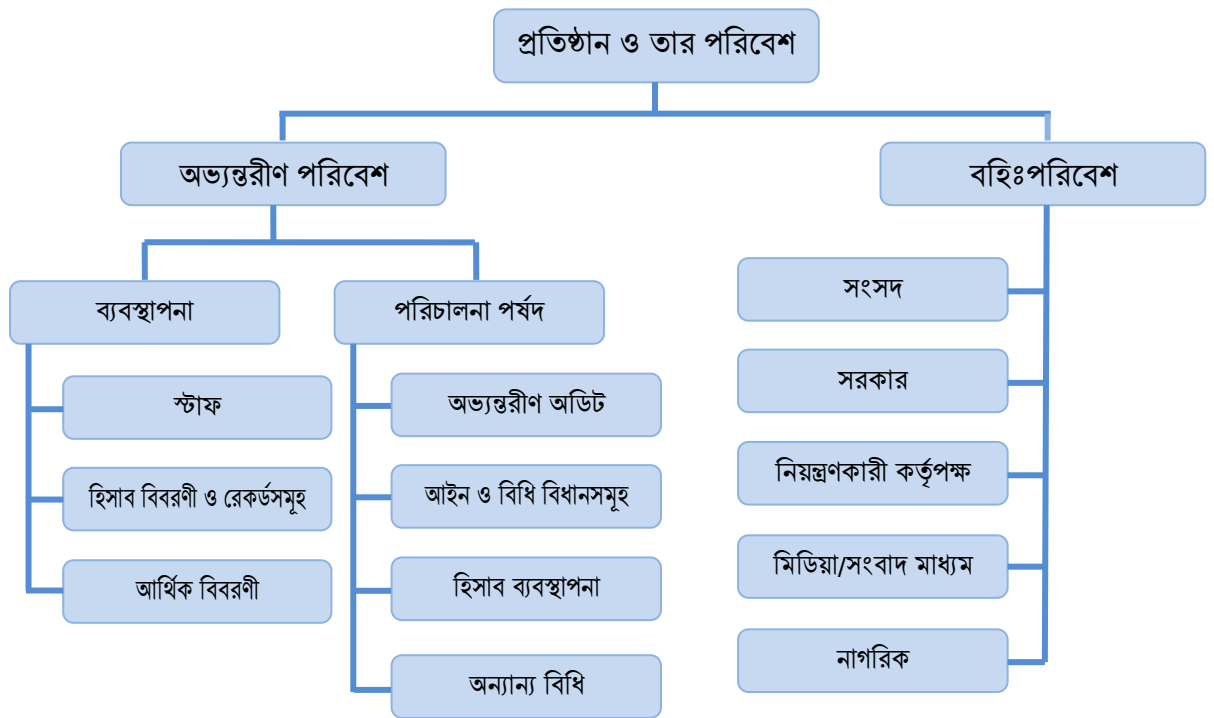 প্রতিষ্ঠান ও তার পরিবেশ
অভ্যন্তরীণ পরিবেশ
ব্যবস্থাপনা
স্টাফ
হিসাব বিবরণী ও রেকর্ডসমূহ
আর্থিক বিবরণী
পরিচালনা পর্ষদ
অভ্যন্তরীণ অডিট
আইন ও বিধি বিধানসমূহ
হিসাব ব্যবস্থাপনা
অন্যান্য বিধি
বহিঃপরিবেশ
সংসদ
সরকার
নিয়ন্ত্রণকারী কর্তৃপক্ষ
মিডিয়া/সংবাদ মাধ্যম
নাগরিক